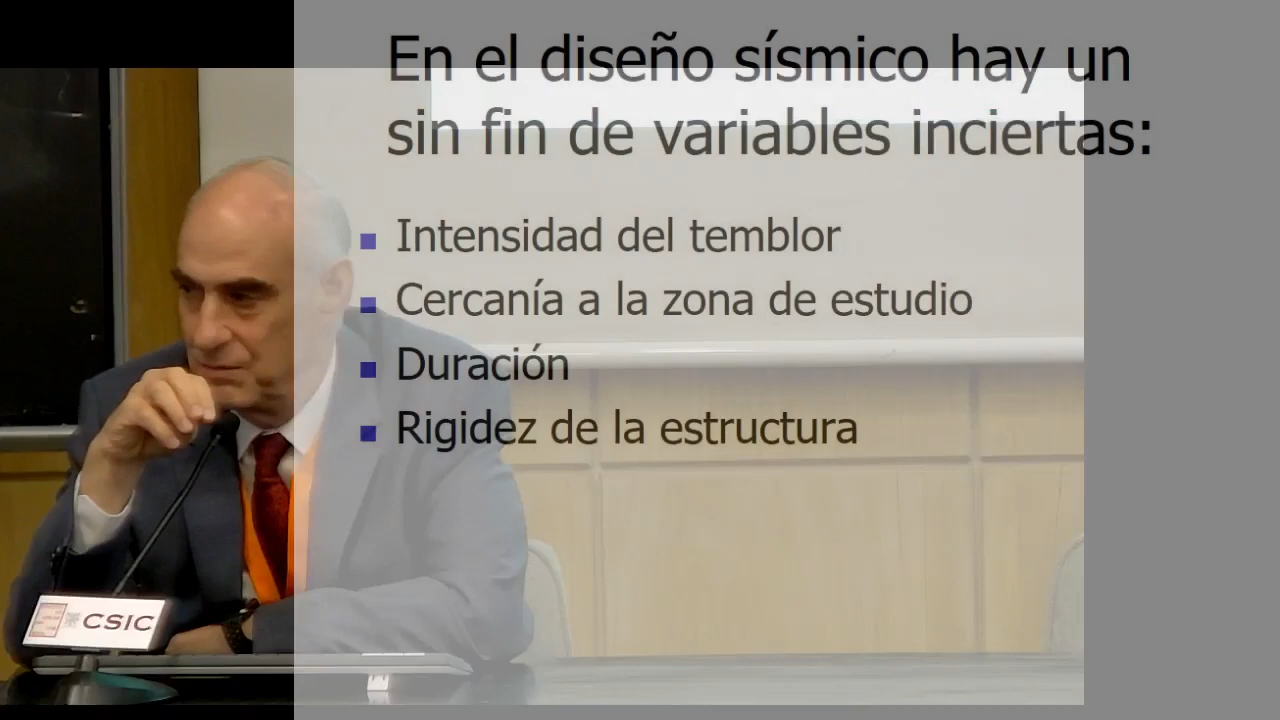 En el diseño sísmico hay un
sin fin de variables inciertas:
Intensidad del temblor
Cercanía a la zona de estudio
Duración
Rigidez de la estructura
CSIC